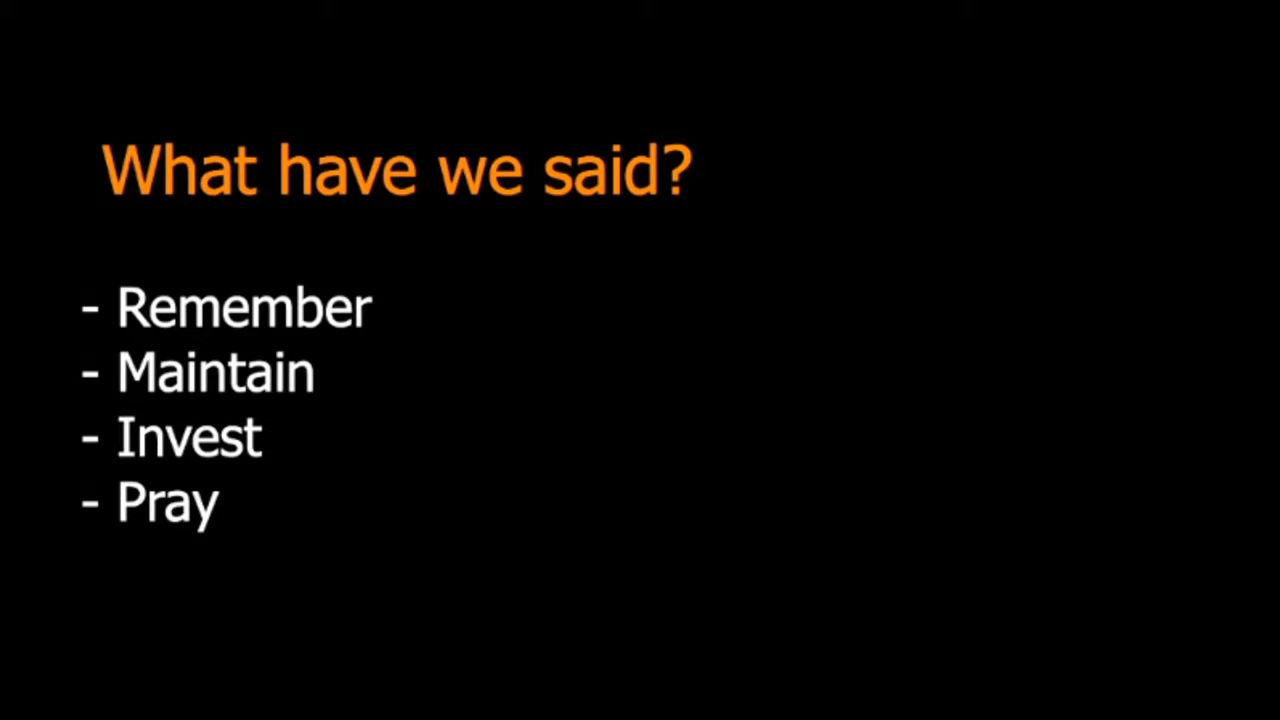 What have we said?
- Remember
- Maintain
- Invest
- Pray